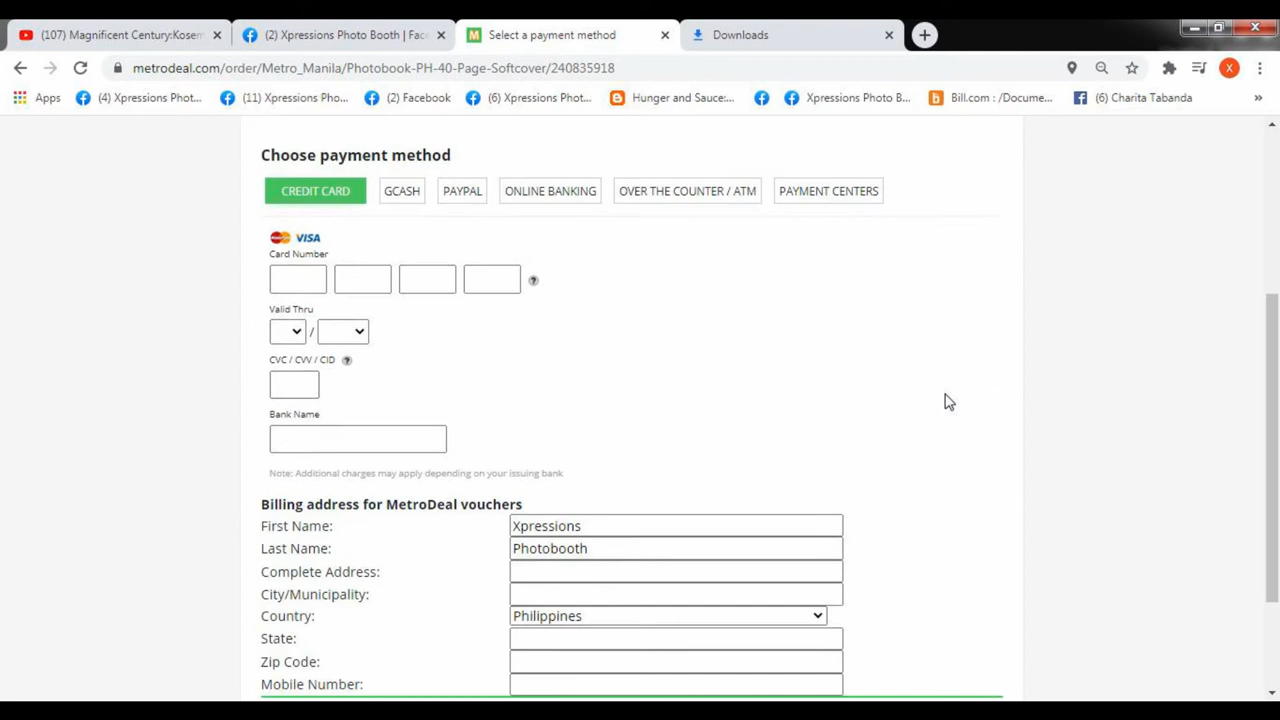 (107) Magnificent Century:Kosem
(2) Xpressions Photo Booth | Fac
Select a payment method
Downloads
metrodeal.com/order/Metro_Manila/Photobook-PH-40-Page-Softcover/240835918
X
Apps
(4) Xpressions Phot...
(11) Xpressions Pho...
(2) Facebook
(6) Xpressions Phot...
Hunger and Sauce:...
Xpressions Photo B...
Bill.com : /Docume...
(6) Charita Tabanda
»
Choose payment method
CREDIT CARD
GCASH
PAYPAL
ONLINE BANKING
OVER THE COUNTER / ATM
PAYMENT CENTERS
MasterCard VISA
Card Number
?
Valid Thru
/
CVC / CVV / CID ?
Bank Name
Note: Additional charges may apply depending on your issuing bank
Billing address for MetroDeal vouchers
First Name: Xpressions
Last Name: Photobooth
Complete Address:
City/Municipality:
Country: Philippines
State:
Zip Code:
Mobile Number: